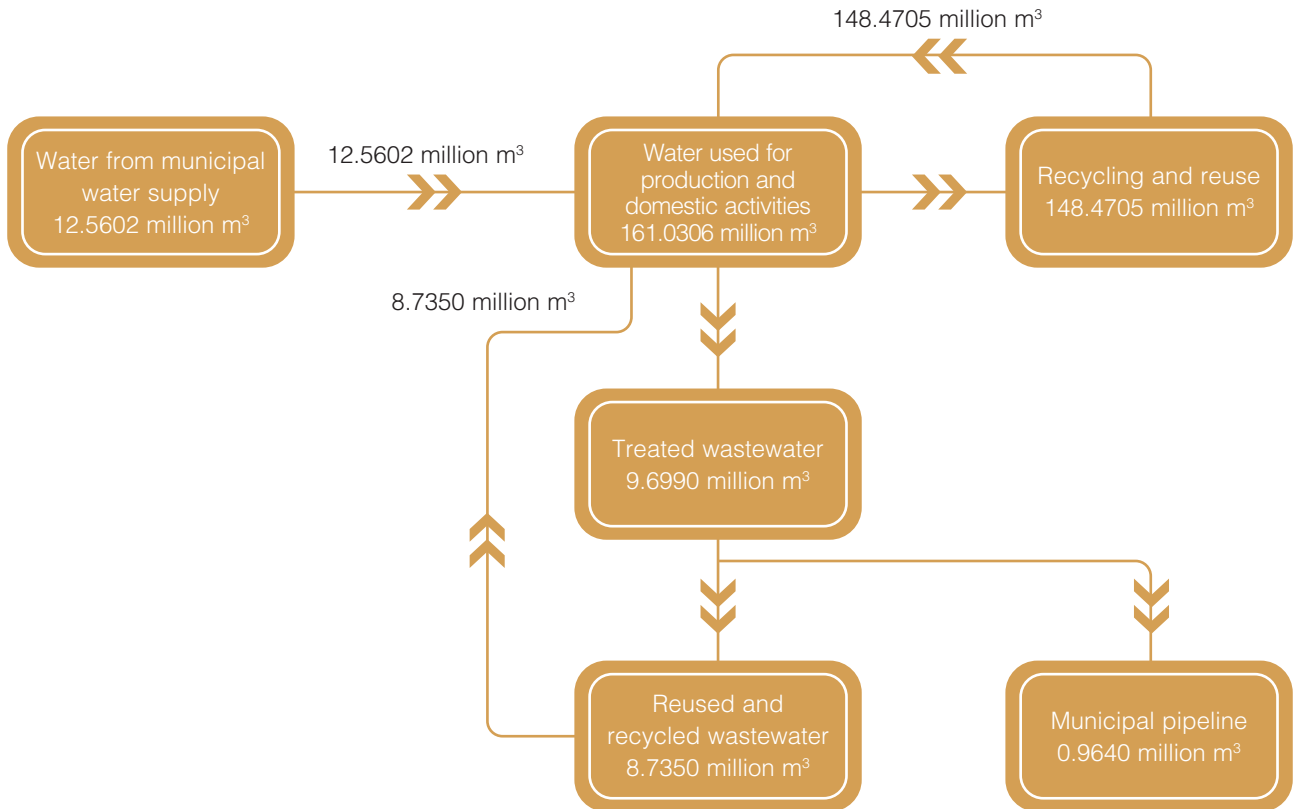 148.4705 million m³
Water from municipal
water supply
12.5602 million m³
12.5602 million m³
Water used for
production and
domestic activities
161.0306 million m³
Recycling and reuse
148.4705 million m³
8.7350 million m³
Treated wastewater
9.6990 million m³
Reused and
recycled wastewater
8.7350 million m³
Municipal pipeline
0.9640 million m³